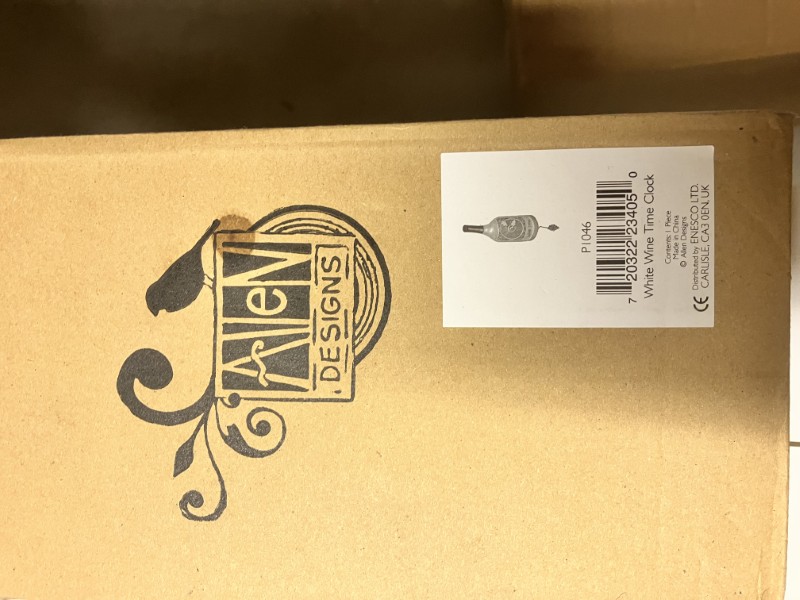 AlleN
DESIGNS
P1046
7 20322 23405 0
White Wine Time Clock
Contents: 1 Piece
Made in China
© Allen Designs
Distributed by ENESCO LTD.
CARLISLE, CA3 0EN, UK
CE